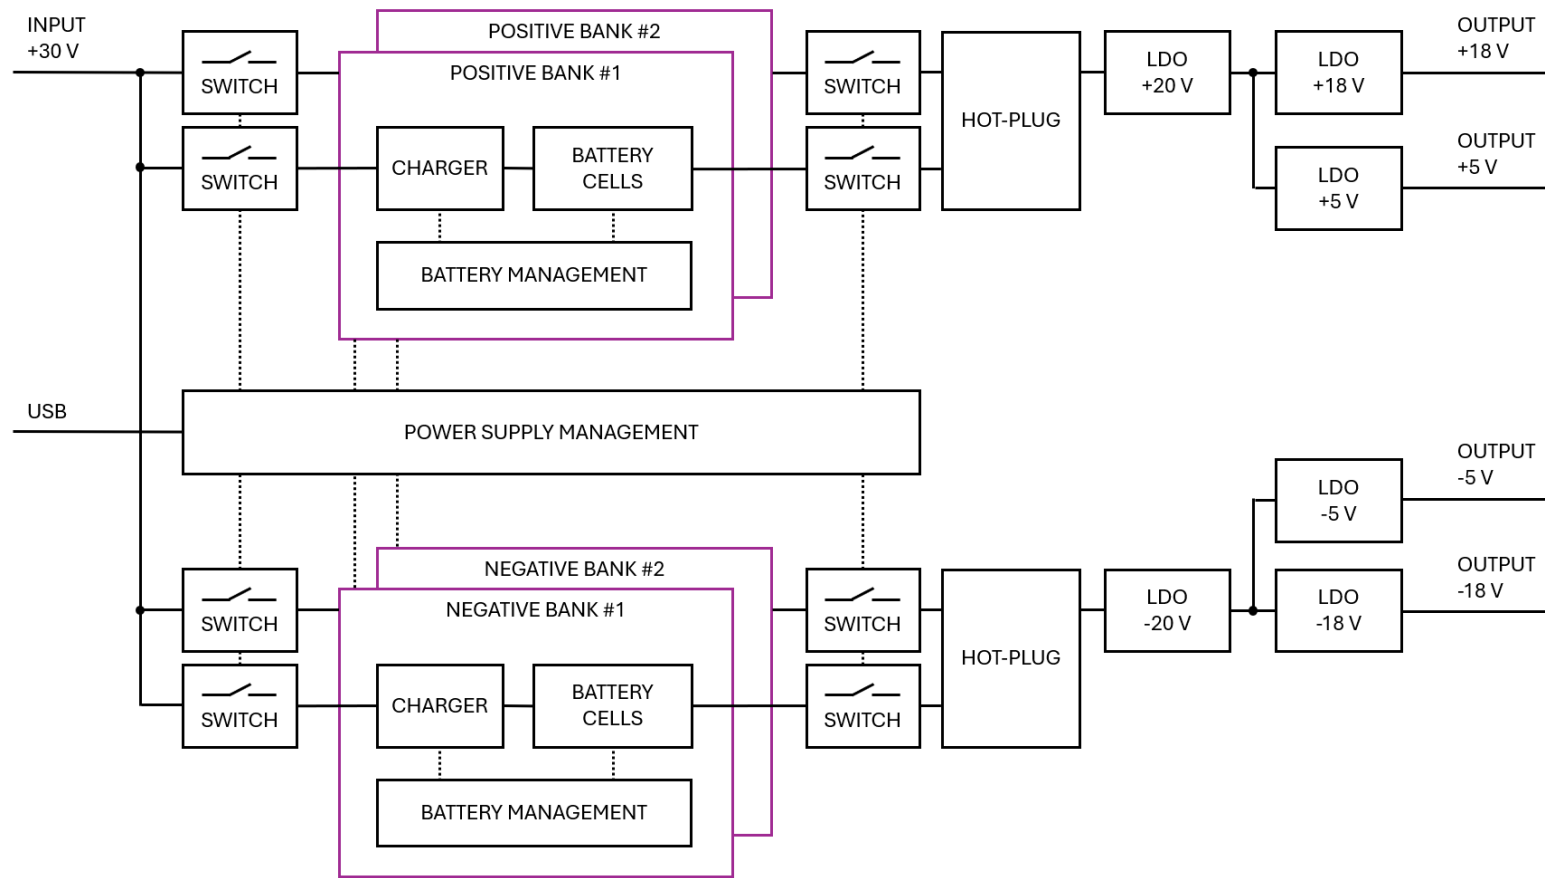 INPUT
+30 V
SWITCH
SWITCH
POSITIVE BANK #2
POSITIVE BANK #1
CHARGER
BATTERY
CELLS
BATTERY MANAGEMENT
SWITCH
SWITCH
HOT-PLUG
LDO
+20 V
LDO
+18 V
OUTPUT
+18 V
LDO
+5 V
OUTPUT
+5 V
USB
POWER SUPPLY MANAGEMENT
SWITCH
SWITCH
NEGATIVE BANK #2
NEGATIVE BANK #1
CHARGER
BATTERY
CELLS
BATTERY MANAGEMENT
SWITCH
SWITCH
HOT-PLUG
LDO
-20 V
LDO
-5 V
OUTPUT
-5 V
LDO
-18 V
OUTPUT
-18 V